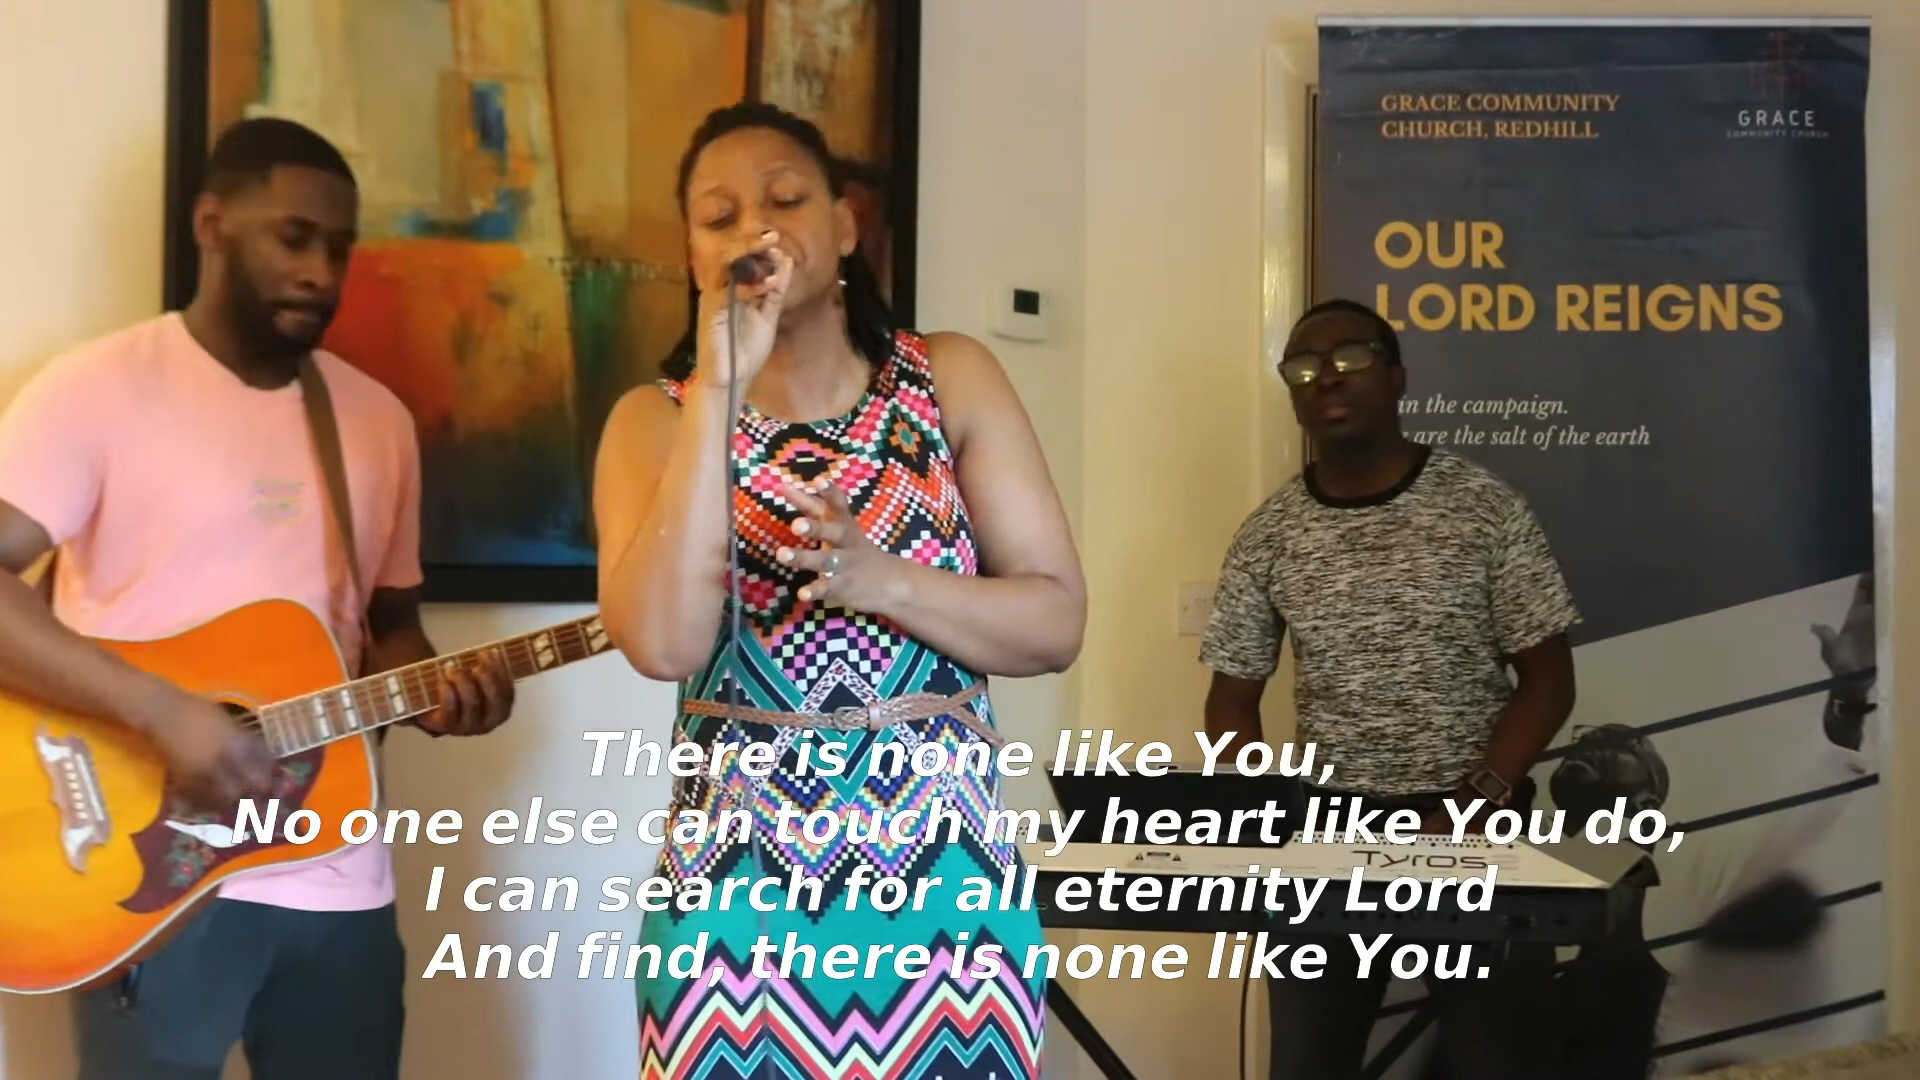 GRACE COMMUNITY
CHURCH, REDHILL
GRACE
COMMUNITY CHURCH
OUR
LORD REIGNS
in the campaign.
are the salt of the earth
There is none like You,
No one else can touch my heart like You do,
I can search for all eternity Lord
And find, there is none like You.
Tyros